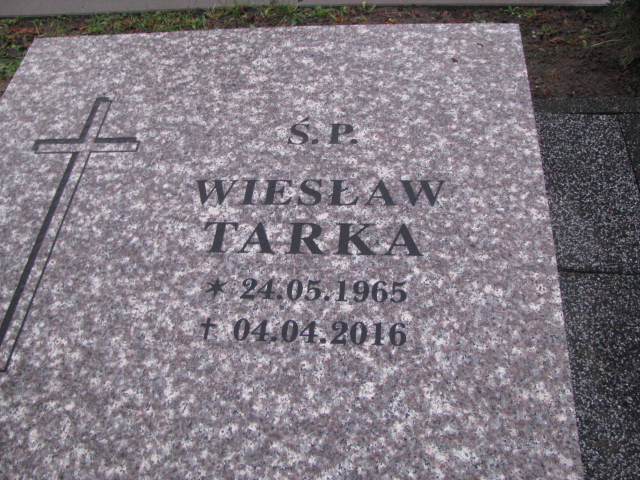 Ś.P.
WIESŁAW
TARKA
* 24.05.1965
† 04.04.2016